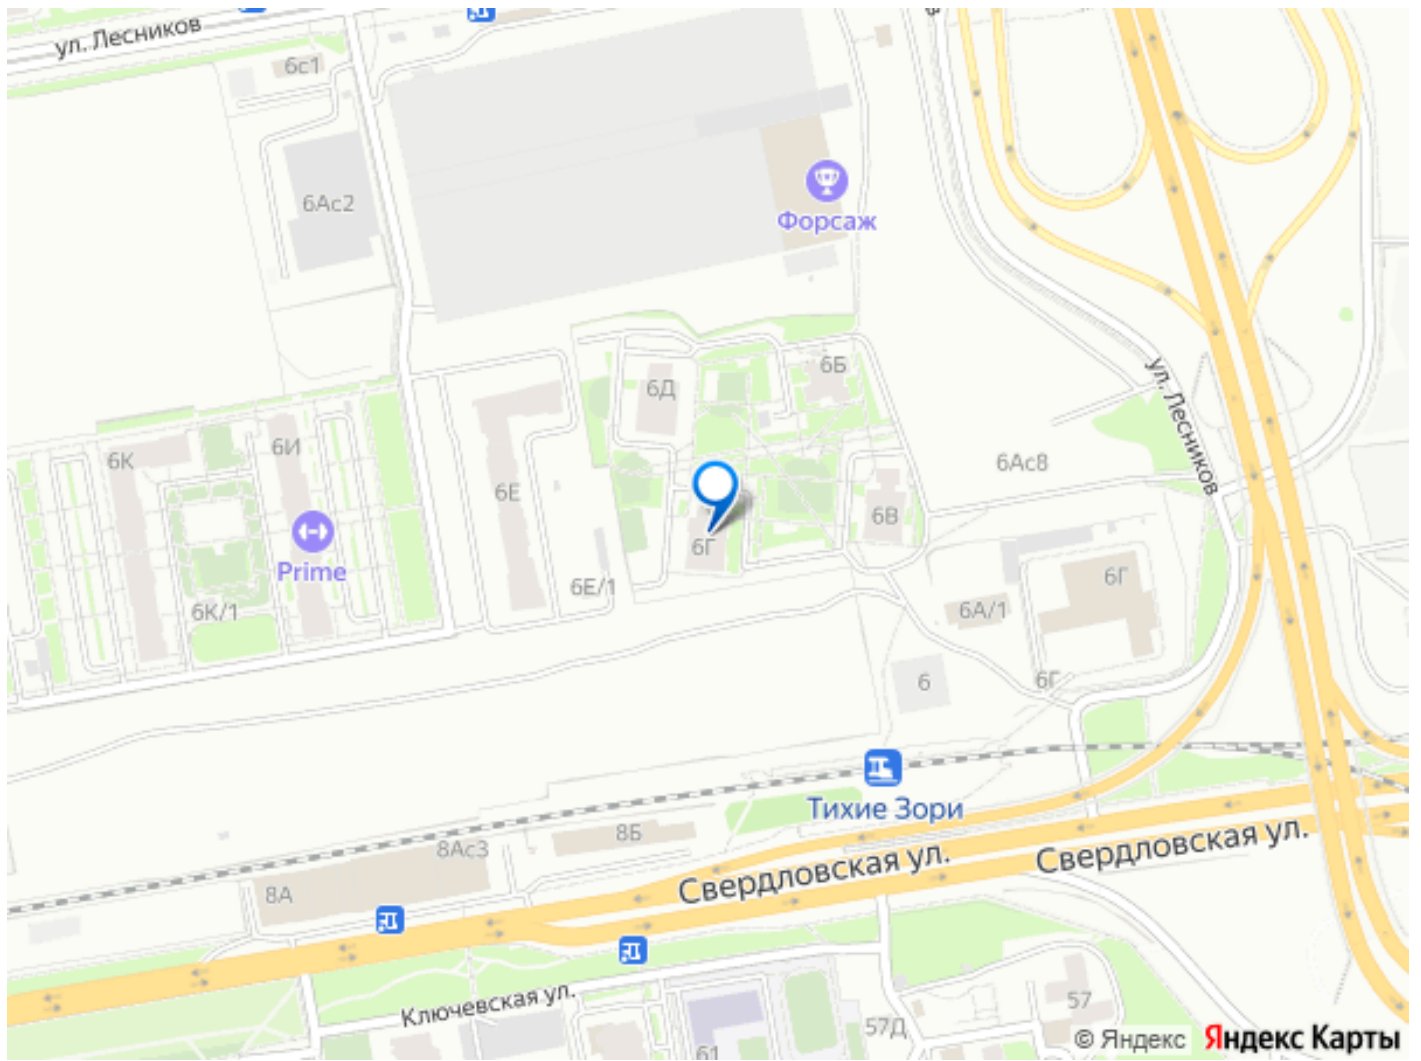 ул. Лесников
6с1
6Ас2
Форсаж
6Б
6Д
ул. Лесников
6И
6К
6Ас8
6Е
6В
6Г
Prime
6Е/1
6Г
6К/1
6А/1
6
6Г
Тихие Зори
8Б
8Ас3
Свердловская ул.
Свердловская ул.
8А
Ключевская ул.
57
57Д
61
© Яндекс Яндекс Карты